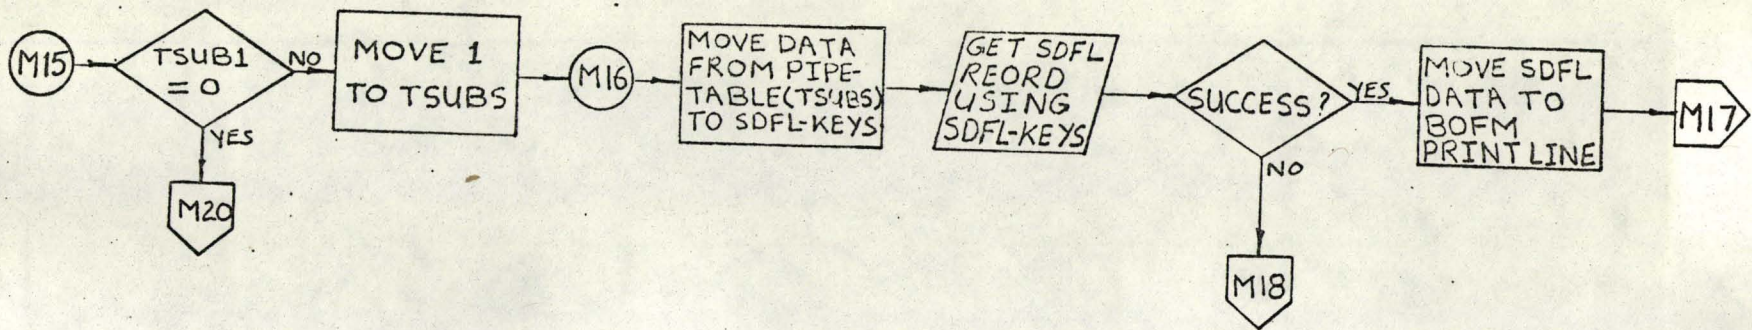 M15
TSUB1
= 0
NO
YES
M20
MOVE 1
TO TSUBS
M16
MOVE DATA
FROM PIPE-
TABLE(TSUBS)
TO SDFL-KEYS
GET SDFL
REORD
USING
SDFL-KEYS
SUCCESS?
YES
NO
M18
MOVE SDFL
DATA TO
BOFM
PRINT LINE
M17